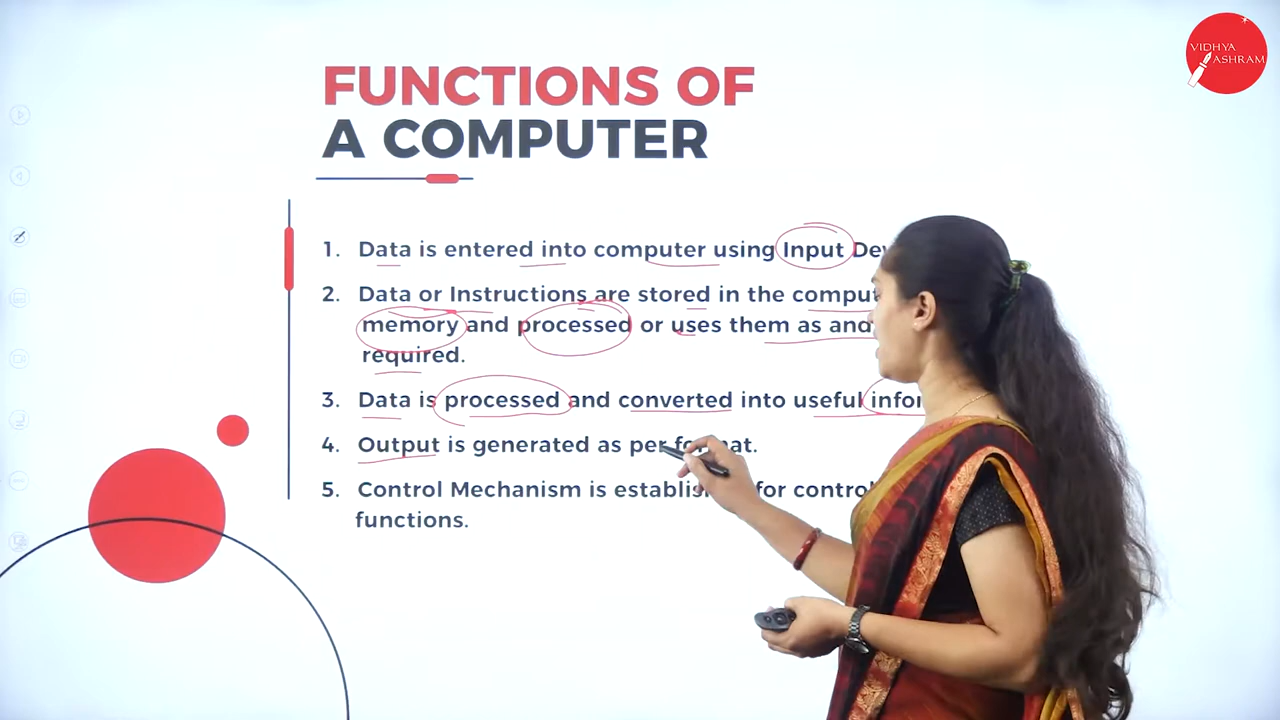 VIDHYA
ASHRAM
FUNCTIONS OF
A COMPUTER
1. Data is entered into computer using Input
2. Data or Instructions are stored in the
memory and processed or uses them as and
required.
3. Data is processed and converted into useful
4. Output is generated as per format.
5. Control Mechanism is for
functions.